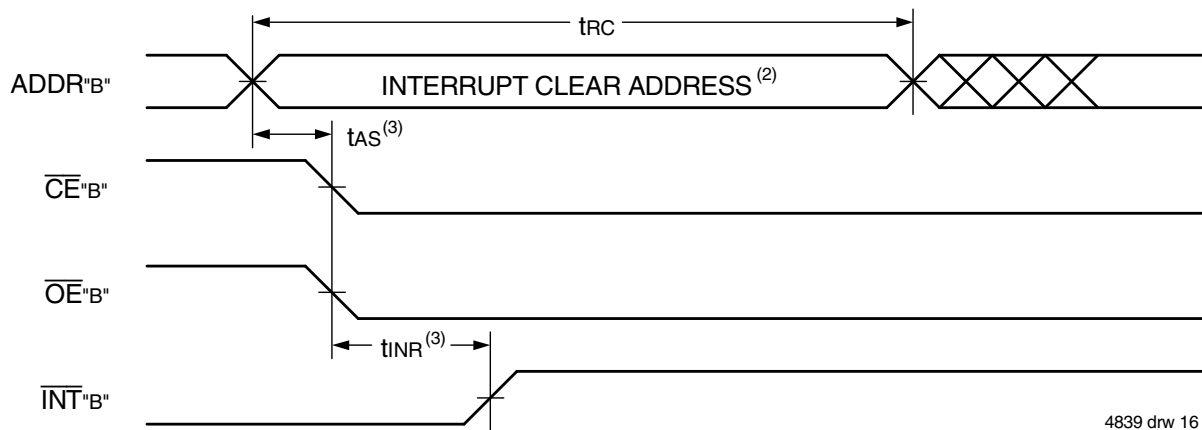 tRC
ADDR"B"
INTERRUPT CLEAR ADDRESS (2)
tAS(3)
CE"B"
OE"B"
tINR(3)
INT"B"
4839 drw 16